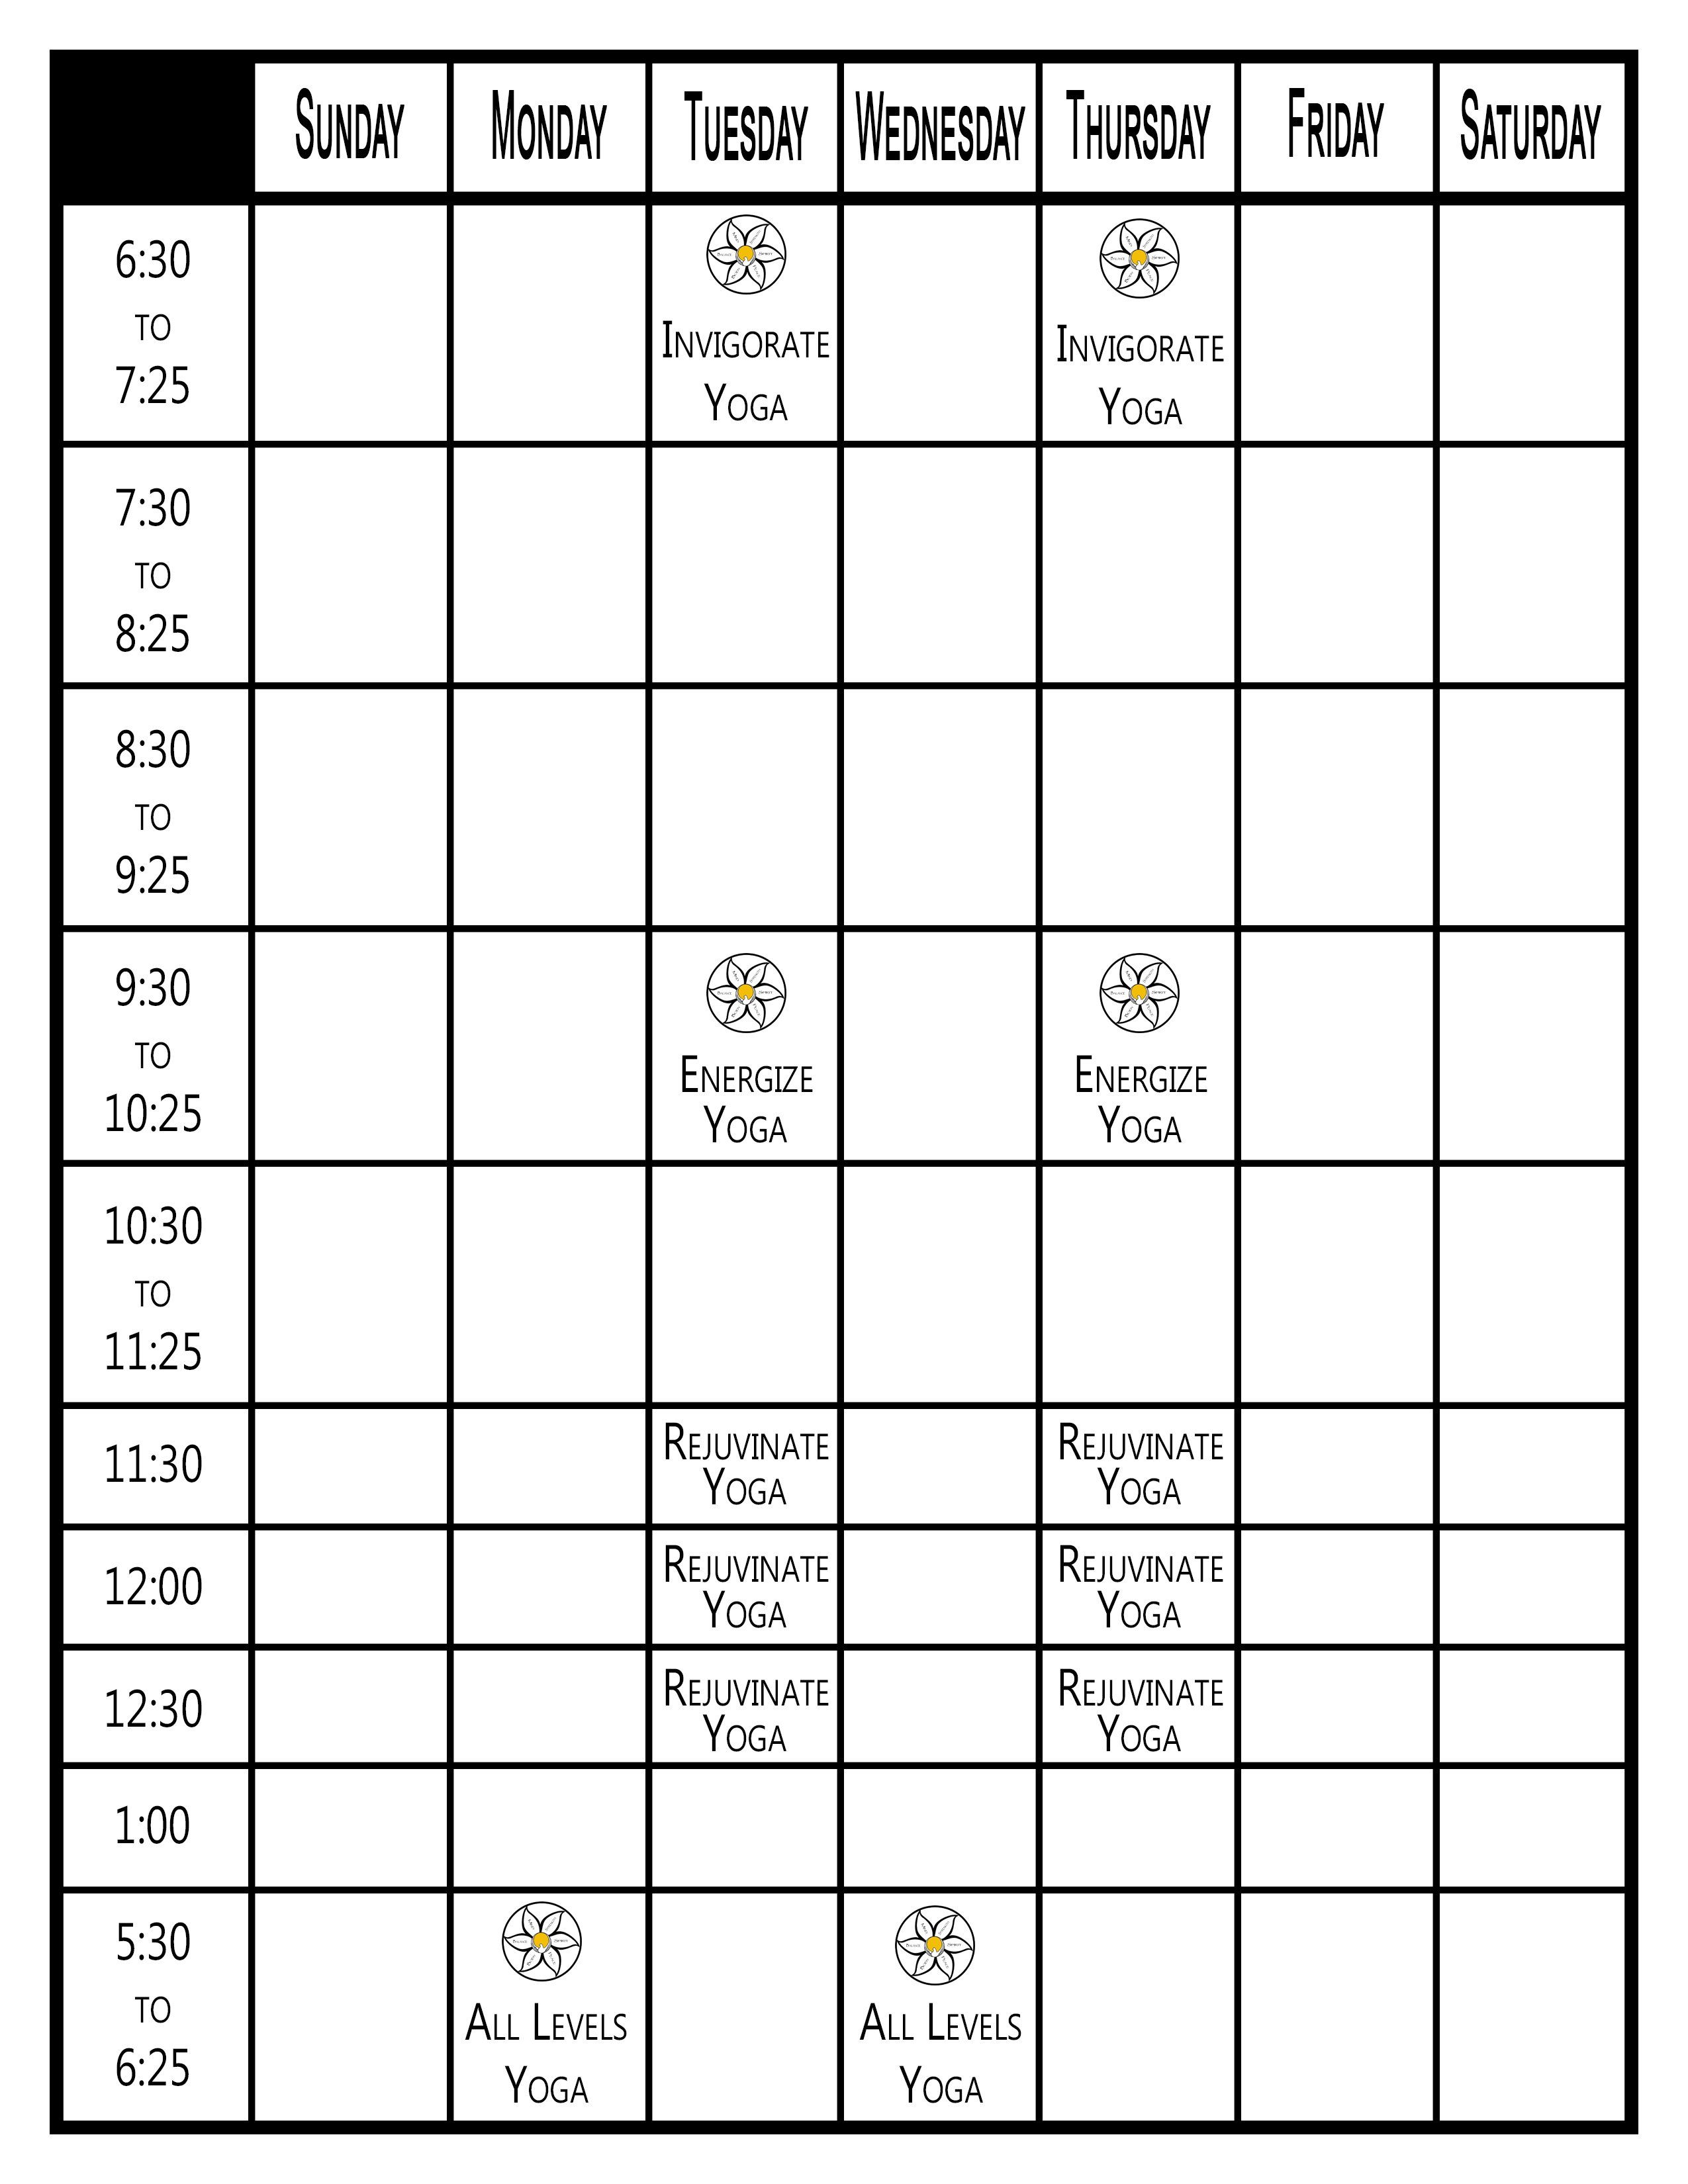 Sunday Monday Tuesday Wednesday Thursday Friday Saturday
6:30
to
7:25
Invigorate
Yoga
Invigorate
Yoga
7:30
to
8:25
8:30
to
9:25
9:30
to
10:25
Energize
Yoga
Energize
Yoga
10:30
to
11:25
11:30
Rejuvinate
Yoga
Rejuvinate
Yoga
12:00
Rejuvinate
Yoga
Rejuvinate
Yoga
12:30
Rejuvinate
Yoga
Rejuvinate
Yoga
1:00
5:30
to
6:25
All Levels
Yoga
All Levels
Yoga